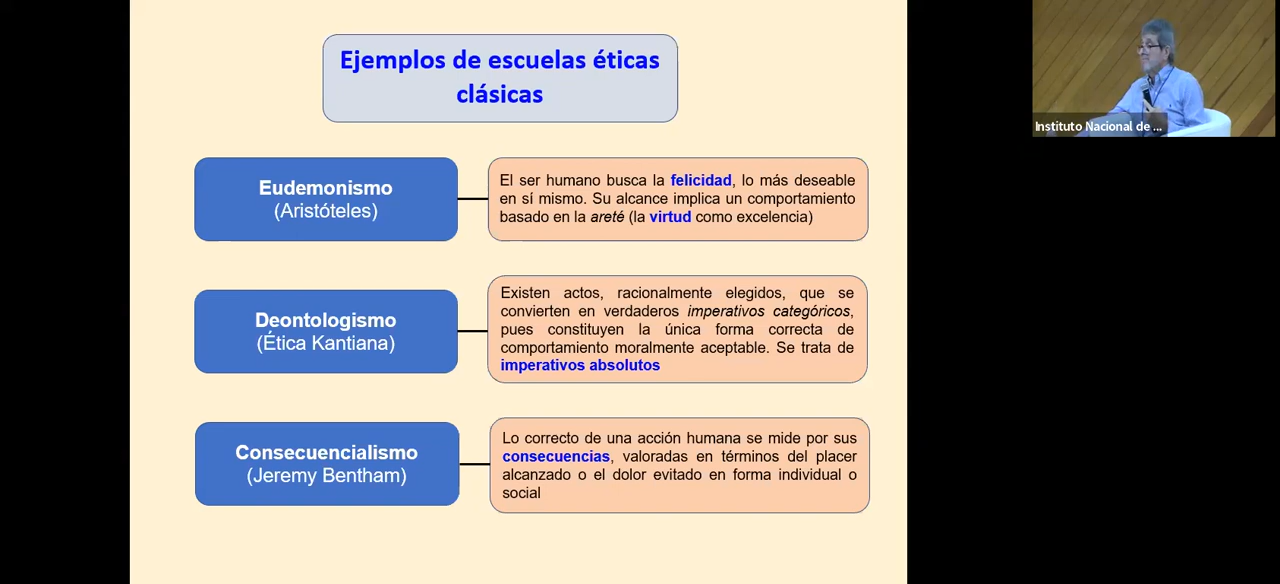 Ejemplos de escuelas éticas
clásicas
Eudemonismo
(Aristóteles)
El ser humano busca la felicidad, lo más deseable
en sí mismo. Su alcance implica un comportamiento
basado en la areté (la virtud como excelencia)
Deontologismo
(Ética Kantiana)
Existen actos, racionalmente elegidos, que se
convierten en verdaderos imperativos categóricos,
pues constituyen la única forma correcta de
comportamiento moralmente aceptable. Se trata de
imperativos absolutos
Consecuencialismo
(Jeremy Bentham)
Lo correcto de una acción humana se mide por sus
consecuencias, valoradas en términos del placer
alcanzado o el dolor evitado en forma individual o
social
Instituto Nacional de ...